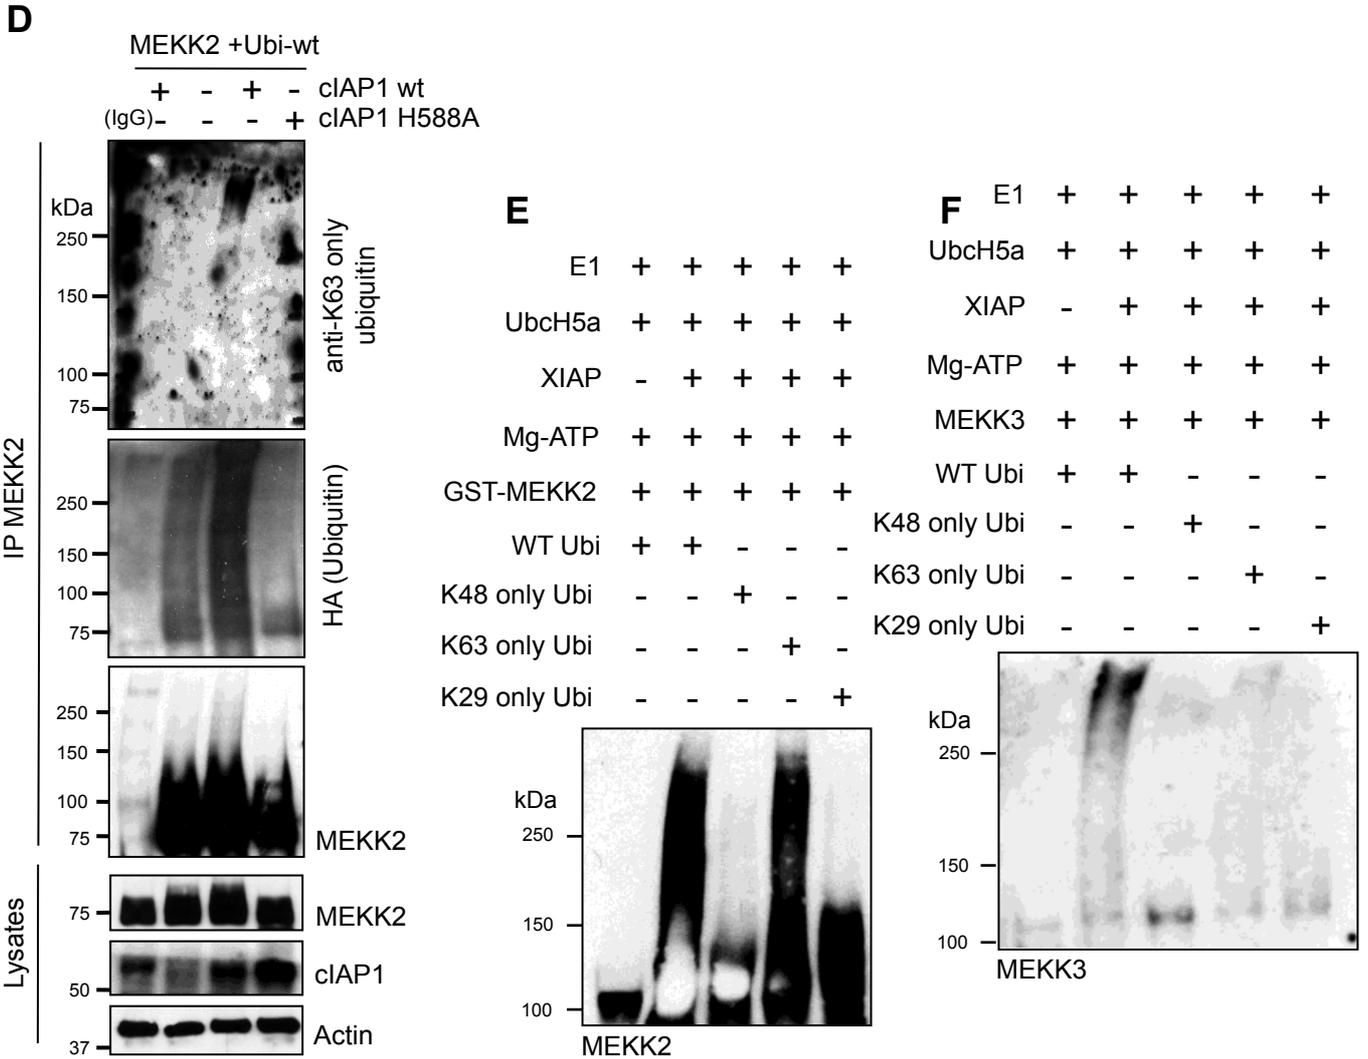 D
MEKK2 +Ubi-wt
+ - + - cIAP1 wt
(IgG)- - - + cIAP1 H588A
IP MEKK2
kDa
250
150
100
75
anti-K63 only
ubiquitin
250
150
100
75
HA (Ubiquitin)
250
150
100
75
MEKK2
Lysates
75
MEKK2
50
cIAP1
37
Actin
E
E1 + + + + +
UbcH5a + + + + +
XIAP - + + + +
Mg-ATP + + + + +
GST-MEKK2 + + + + +
WT Ubi + + - - -
K48 only Ubi - - + - -
K63 only Ubi - - - + -
K29 only Ubi - - - - +
kDa
250
150
100
MEKK2
F
E1 + + + + +
UbcH5a + + + + +
XIAP - + + + +
Mg-ATP + + + + +
MEKK3 + + + + +
WT Ubi + + - - -
K48 only Ubi - - + - -
K63 only Ubi - - - + -
K29 only Ubi - - - - +
kDa
250
150
100
MEKK3